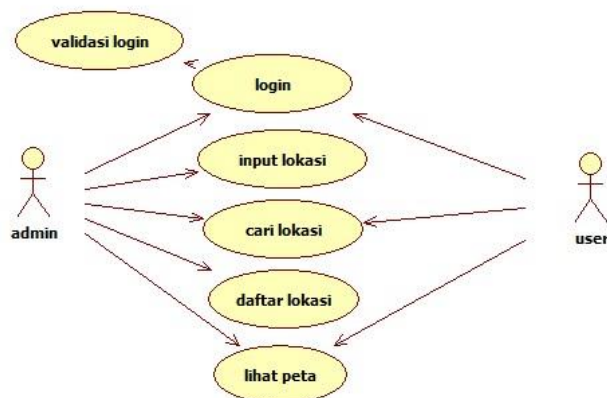 validasi login
login
input lokasi
admin
cari lokasi
user
daftar lokasi
lihat peta